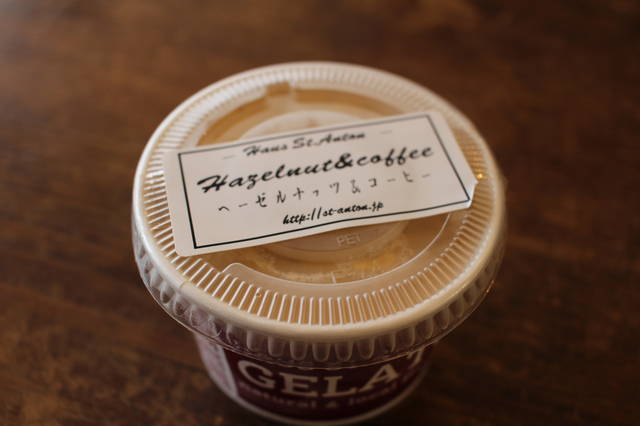 — Haus St. Anton —
Hazelnut&coffee
ヘーゼルナッツ&コーヒー
http://st-anton.jp
PET
GELAT
natural &